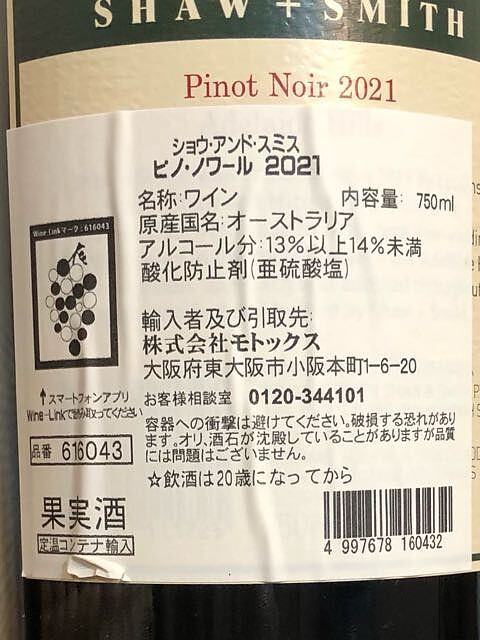 SHAW + SMITH
Pinot Noir 2021
ショウ・アンド・スミス
ピノ・ノワール 2021
名称:ワイン 内容量: 750ml
原産国名:オーストラリア
アルコール分:13%以上14%未満
酸化防止剤(亜硫酸塩)
Wine-Linkマーク:616043
輸入者及び引取先:
株式会社モトックス
大阪府東大阪市小阪本町1-6-20
↑スマートフォンアプリ
Wine-Linkで読み取ってください
お客様相談室 0120-344101
容器への衝撃は避けてください。破損する恐れがあり
ます。オリ、酒石が沈殿していることがありますが品質
には問題はございません。
品番 616043
☆飲酒は20歳になってから
果実酒
定温コンテナ輸入
4 997678 160432